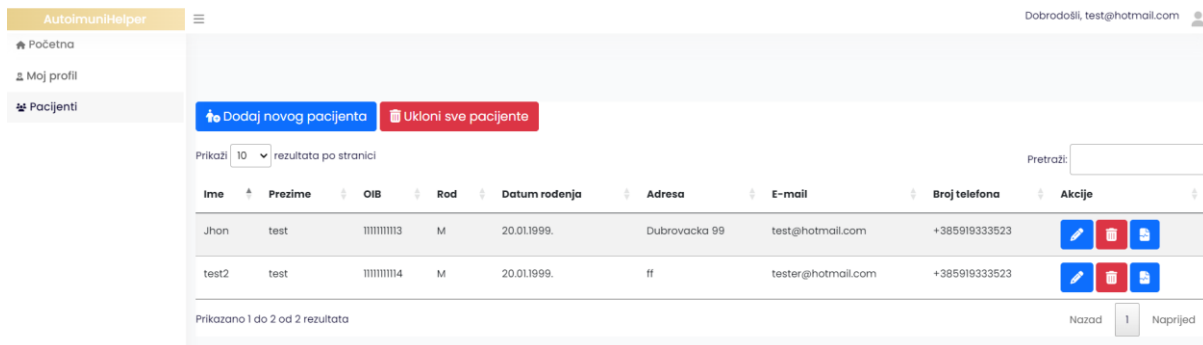 AutoimuniHelper
Dobrodošli, test@hotmail.com
Početna
Moj profil
Pacijenti
Dodaj novog pacijenta Ukloni sve pacijente
Prikaži 10 rezultata po stranici
Pretraži:
Ime Prezime OIB Rod Datum rođenja Adresa E-mail Broj telefona Akcije
Jhon test 11111111113 M 20.01.1999. Dubrovacka 99 test@hotmail.com +385919333523
test2 test 11111111114 M 20.01.1999. ff tester@hotmail.com +385919333523
Prikazano 1 do 2 od 2 rezultata
Nazad 1 Naprijed